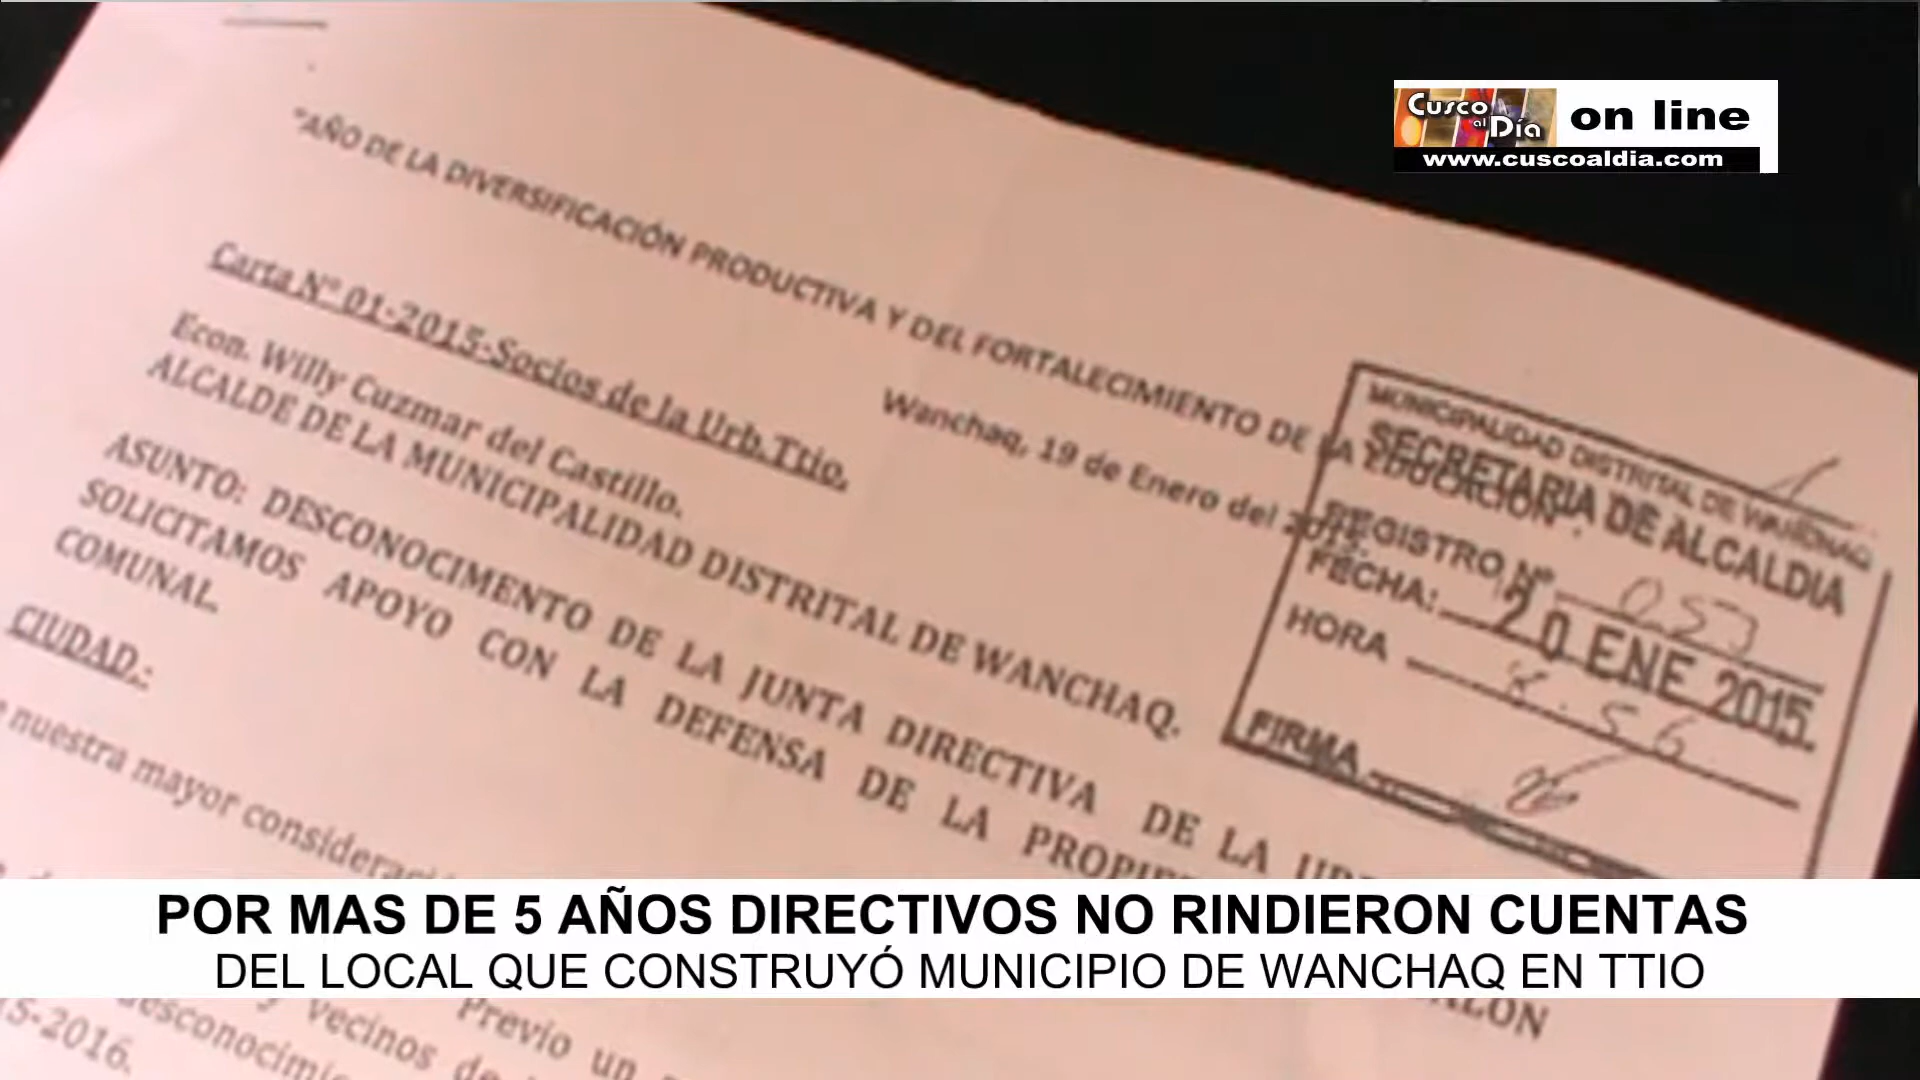 Cusco
al Día
on line
www.cuscoaldia.com
"AÑO DE LA DIVERSIFICACIÓN PRODUCTIVA Y DEL FORTALECIMIENTO DE LA EDUCACIÓN".
Carta N° 01-2015-Socios de la Urb.Ttio.
Wanchaq, 19 de Enero del
Econ. Willy Cuzmar del Castillo.
ALCALDE DE LA MUNICIPALIDAD DISTRITAL DE WANCHAQ.
ASUNTO: DESCONOCIMENTO DE LA JUNTA DIRECTIVA DE LA
SOLICITAMOS APOYO CON LA DEFENSA DE LA
COMUNAL.
CIUDAD.:
nuestra mayor
MUNICIPALIDAD DISTRITAL DE WANCHAQ
SECRETARIA DE ALCALDIA
REGISTRO N° 053
FECHA: 20 ENE 2015.
HORA 8.56
FIRMA
POR MAS DE 5 AÑOS DIRECTIVOS NO RINDIERON CUENTAS
DEL LOCAL QUE CONSTRUYÓ MUNICIPIO DE WANCHAQ EN TTIO
Previo un
vecinos de